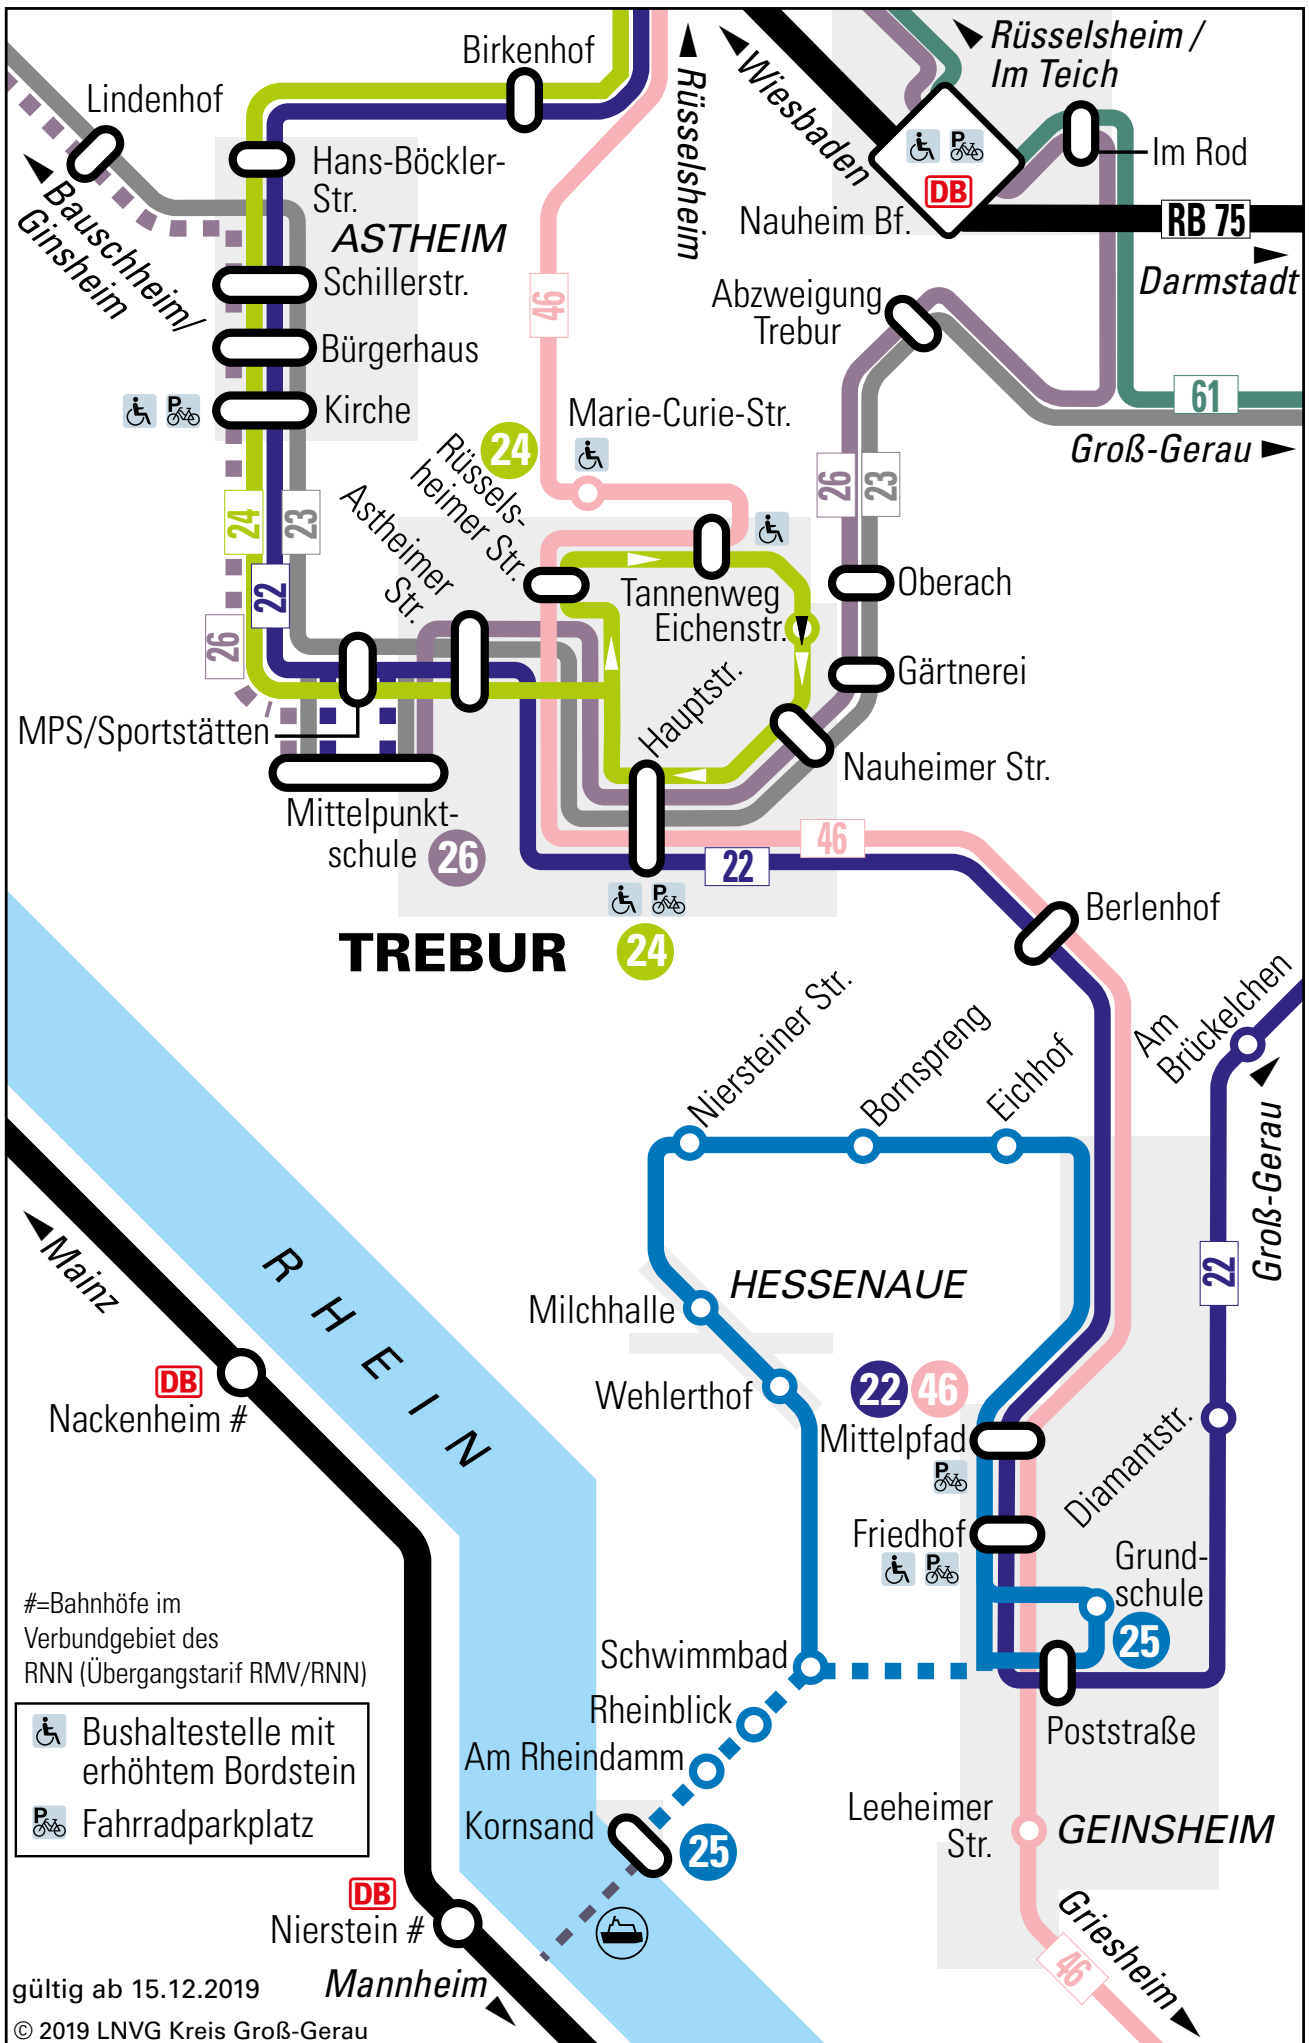 Birkenhof
Lindenhof
Hans-Böckler-
Str.
ASTHEIM
Bauschheim/
Ginsheim
Schillerstr.
Bürgerhaus
Kirche
Rüsselsheim
Wiesbaden
Rüsselsheim /
Im Teich
P
DB
Im Rod
Nauheim Bf.
RB 75
Darmstadt
46
Abzweigung
Trebur
61
Groß-Gerau
P
Marie-Curie-Str.
24
Rüssels-
heimer Str.
Astheimer
Str.
24
23
22
26
26
23
Tannenweg
Eichenstr.
Oberach
Gärtnerei
Hauptstr.
Nauheimer Str.
MPS/Sportstätten
Mittelpunkt-
schule
26
46
22
P
TREBUR
24
Berlenhof
Am
Brückelchen
Groß-Gerau
22
Niersteiner Str.
Bornspreng
Eichhof
RHEIN
Mainz
HESSENAUE
Milchhalle
Wehlerthof
DB
Nackenheim #
22
46
Mittelpfad
P
Diamantstr.
Friedhof
P
Grund-
schule
25
Schwimmbad
Rheinblick
Am Rheindamm
Kornsand
25
Poststraße
Leeheimer
Str.
GEINSHEIM
Griesheim
46
#=Bahnhöfe im
Verbundgebiet des
RNN (Übergangstarif RMV/RNN)
Bushaltestelle mit
erhöhtem Bordstein
P
Fahrradparkplatz
DB
Nierstein #
Mannheim
gültig ab 15.12.2019
© 2019 LNVG Kreis Groß-Gerau